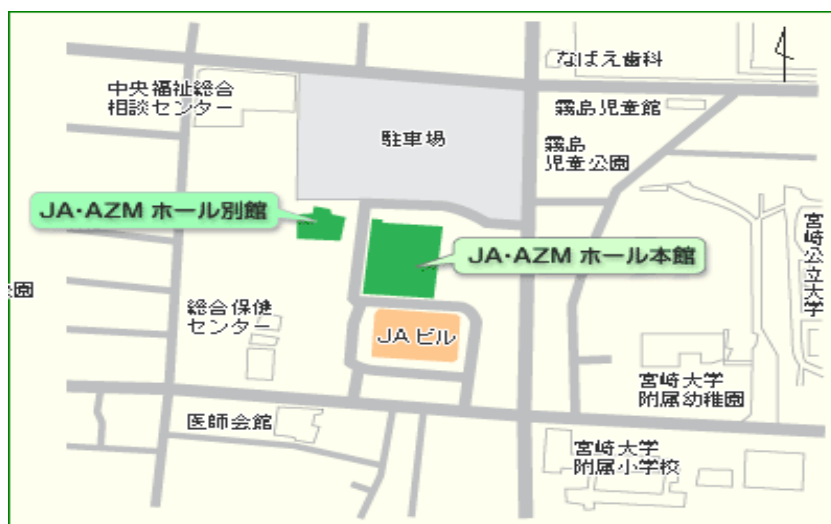 なばえ歯科
中央福祉総合
相談センター
霧島児童館
駐車場
霧島
児童公園
JA・AZM ホール別館
宮崎公立大学
JA・AZM ホール本館
園
総合保健
センター
JA ビル
宮崎大学
附属幼稚園
医師会館
宮崎大学
附属小学校